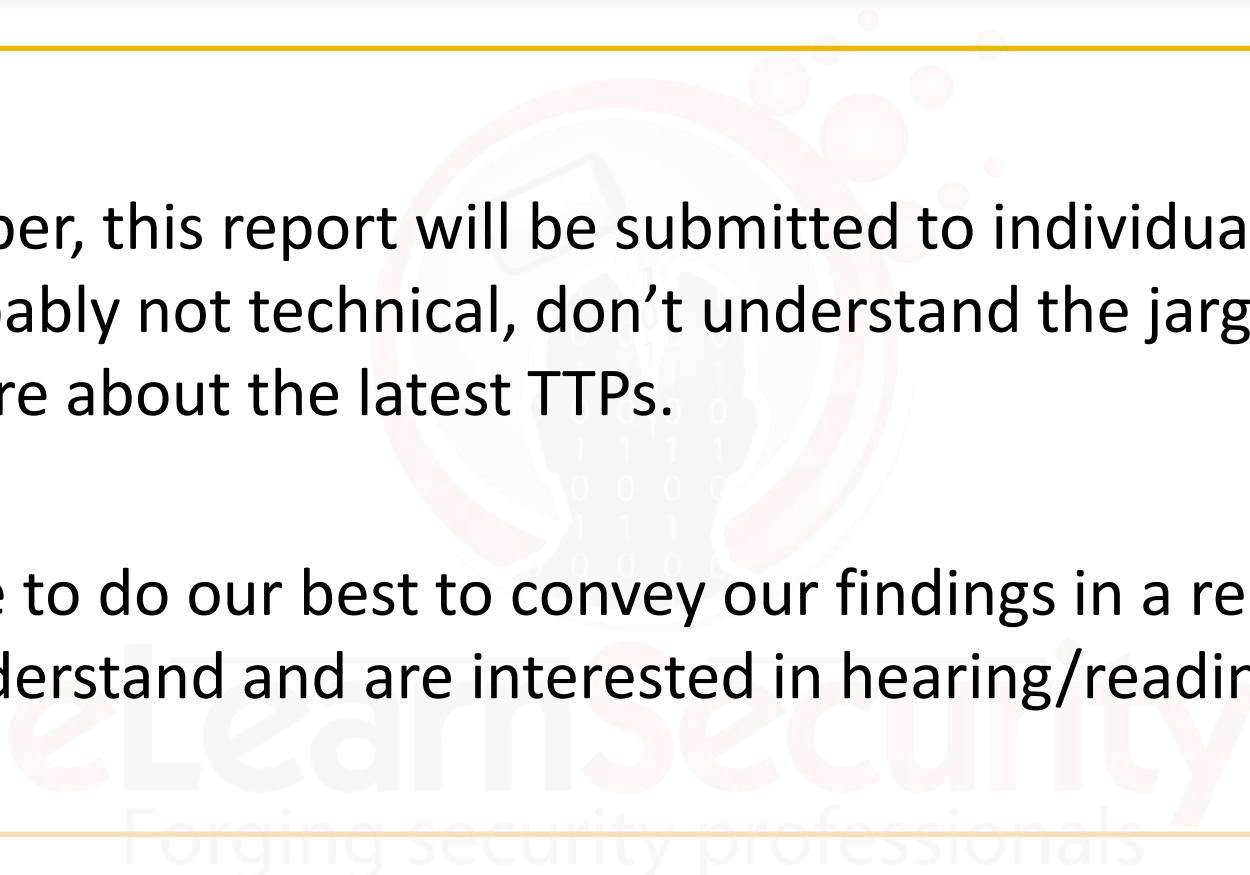 ber, this report will be submitted to individua
ably not technical, don’t understand the jarg
re about the latest TTPs.
e to do our best to convey our findings in a re
derstand and are interested in hearing/readin
eLearnSecurity
Forging security professionals